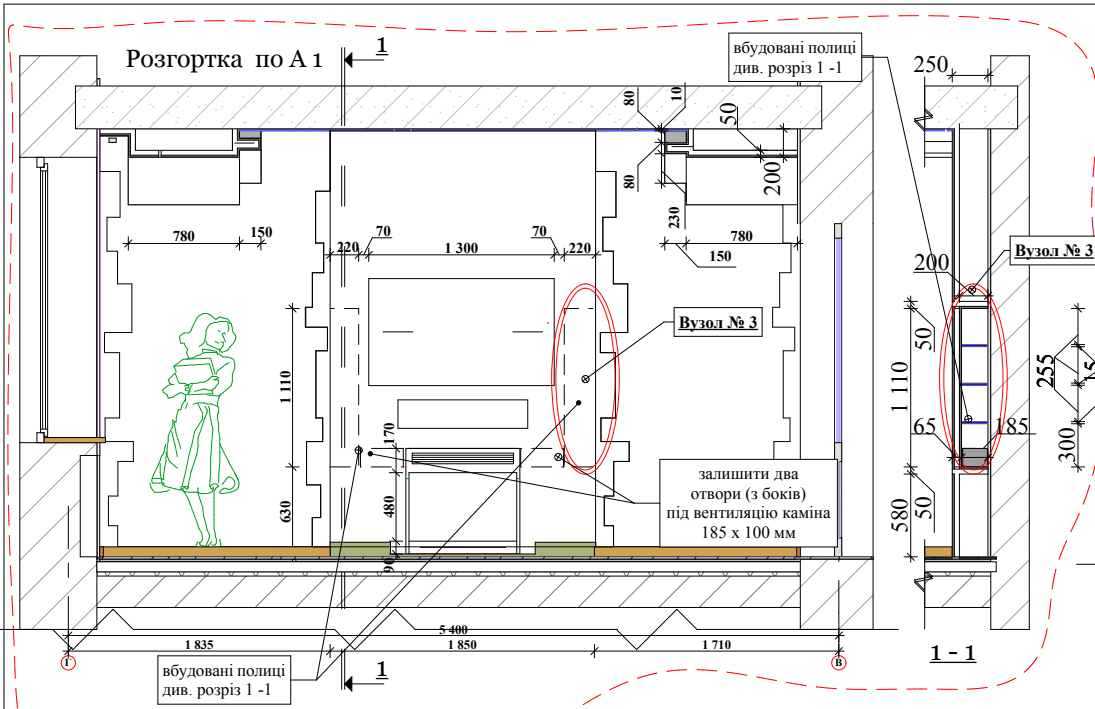 Розгортка по А 1
1
вбудовані полиці
див. розріз 1 -1
250
80
10
50
80
200
230
780
150
220
70
1 300
70
220
150
780
200
Вузол № 3
Вузол № 3
50
1 110
1 110
255
15
65
185
300
170
480
630
90
залишити два
отвори (з боків)
під вентиляцію каміна
185 х 100 мм
580
50
5 400
1 835
1 850
1 710
Г
В
1 - 1
вбудовані полиці
див. розріз 1 -1
1